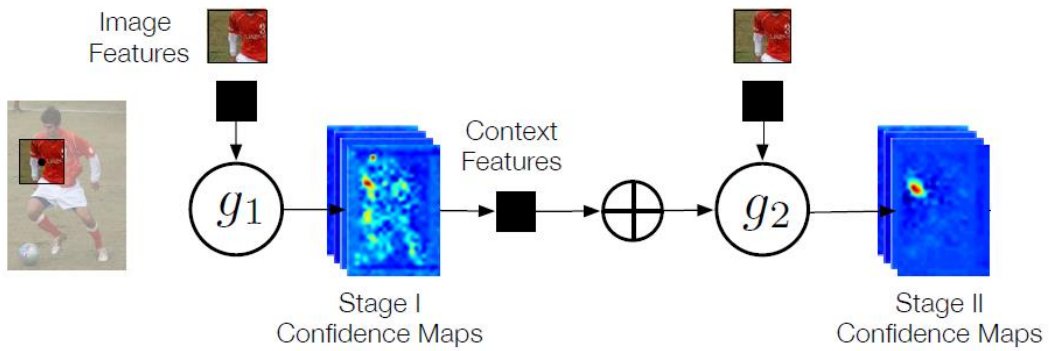 Image
Features
Context
Features
g1
g2
Stage I
Confidence Maps
Stage II
Confidence Maps